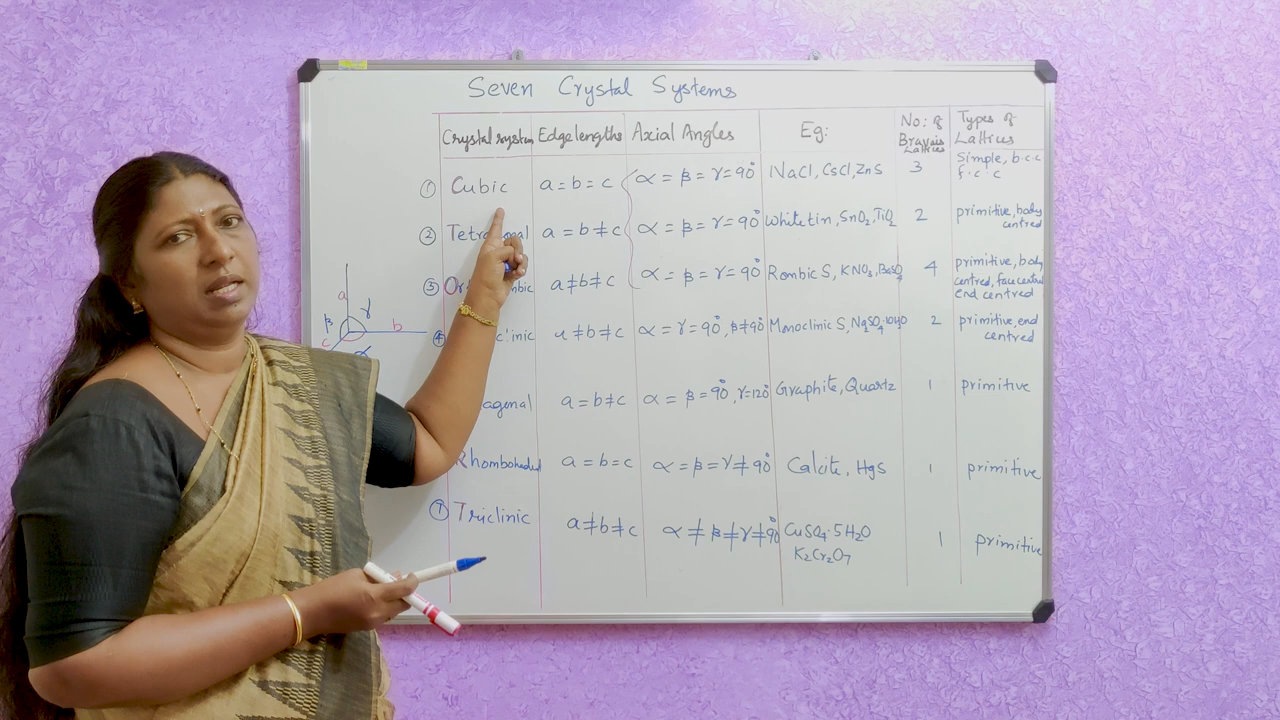 Seven Crystal Systems
Crystal system Edge lengths Axial Angles Eg: No: of Bravais Lattices Types of Lattices
① Cubic a = b = c α = β = γ = 90° NaCl, CsCl, ZnS 3 Simple, b.c.c f.c.c
② a = b ≠ c α = β = γ = 90° White tin, SnO₂, TiO₂ 2 primitive, body centred
③ a ≠ b ≠ c α = β = γ = 90° Rombic S, KNO₃, BaSO₄ 4 primitive, body centred, face centred end centred
④ a ≠ b ≠ c α = γ = 90°, β ≠ 90° Monoclinic S, Na₂SO₄.10H₂O 2 primitive, end centred
agonal a = b ≠ c α = β = 90°, γ = 120° Graphite, Quartz 1 primitive
Rhombohedral a = b = c α = β = γ ≠ 90° Calcite, HgS 1 primitive
⑦ Triclinic a ≠ b ≠ c α ≠ β ≠ γ ≠ 90° CuSO₄.5H₂O K₂Cr₂O₇ 1 primitive
a
β γ
b
c
α